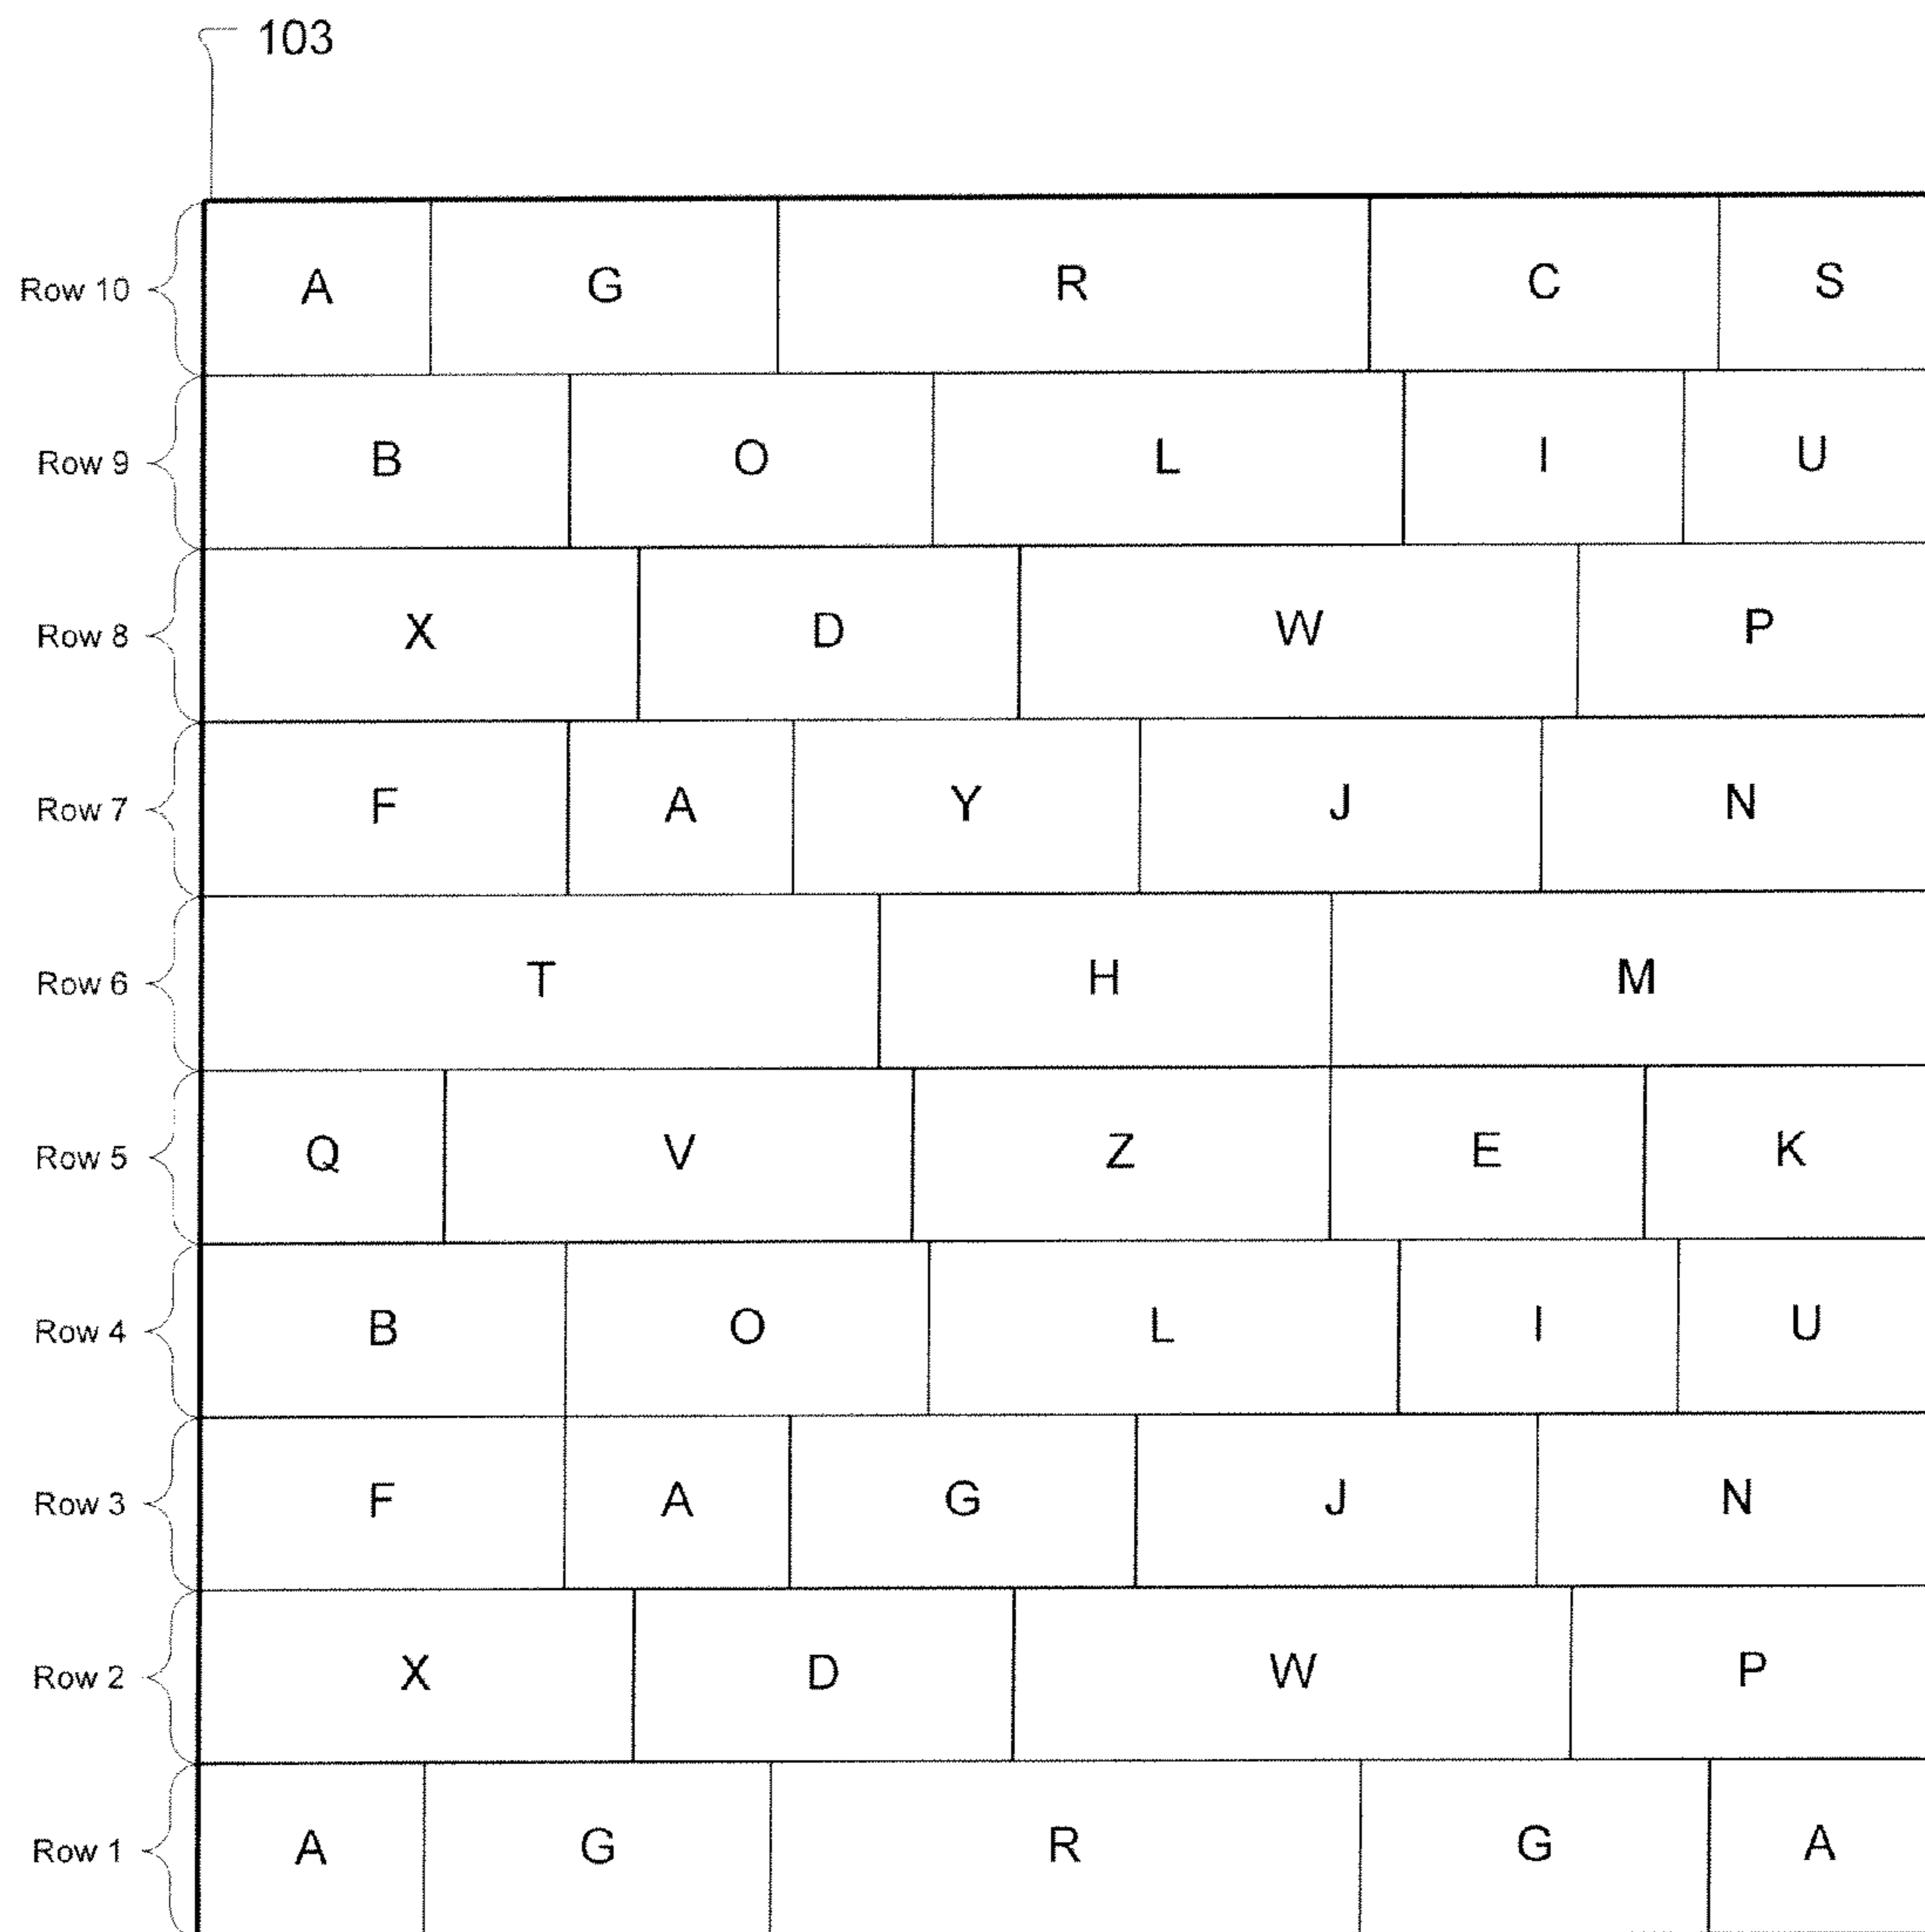 103
Row 10 A G R C S
Row 9 B O L I U
Row 8 X D W P
Row 7 F A Y J N
Row 6 T H M
Row 5 Q V Z E K
Row 4 B O L I U
Row 3 F A G J N
Row 2 X D W P
Row 1 A G R G A